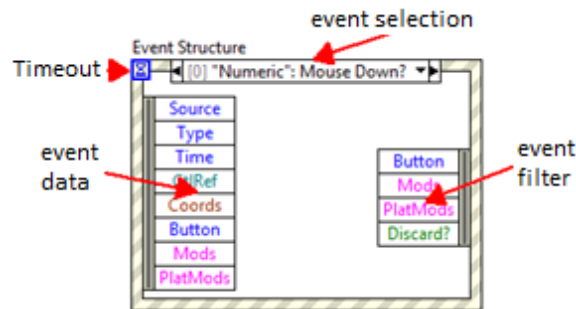 event selection
Event Structure
Timeout
[0] "Numeric": Mouse Down?
Source
Type
Time
CtlRef
Coords
Button
Mods
PlatMods
event
data
Button
Mods
PlatMods
Discard?
event
filter